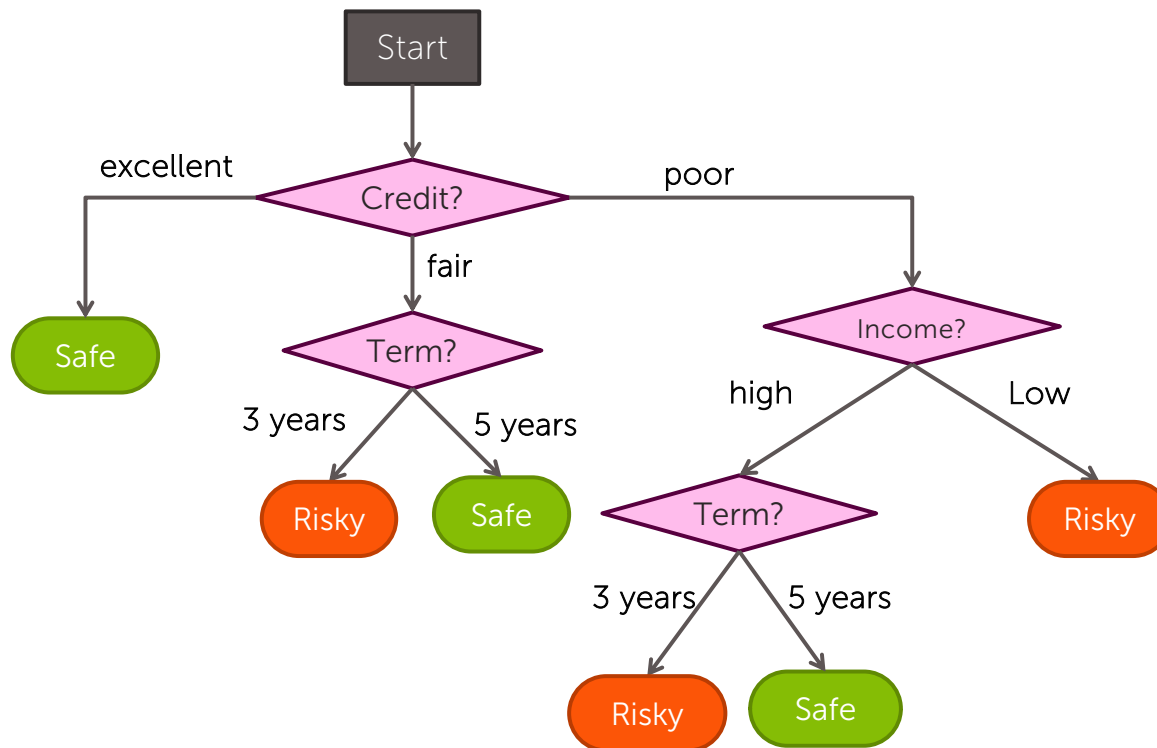 Start
excellent
Credit?
poor
fair
Safe
Term?
Income?
3 years
5 years
high
Low
Risky
Safe
Term?
Risky
3 years
5 years
Risky
Safe